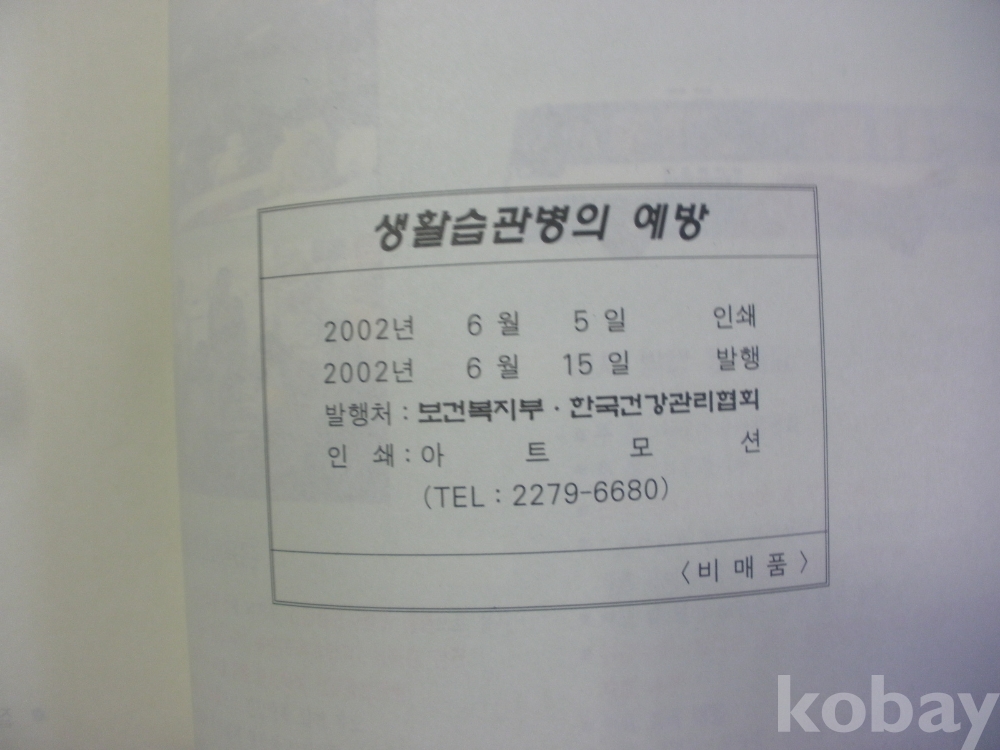 생활습관병의 예방
2002년 6 월 5 일 인쇄
2002년 6 월 15 일 발행
발행처 : 보건복지부 · 한국건강관리협회
인 쇄 : 아 트 모 션
(TEL : 2279-6680)
〈비 매 품〉
kobay